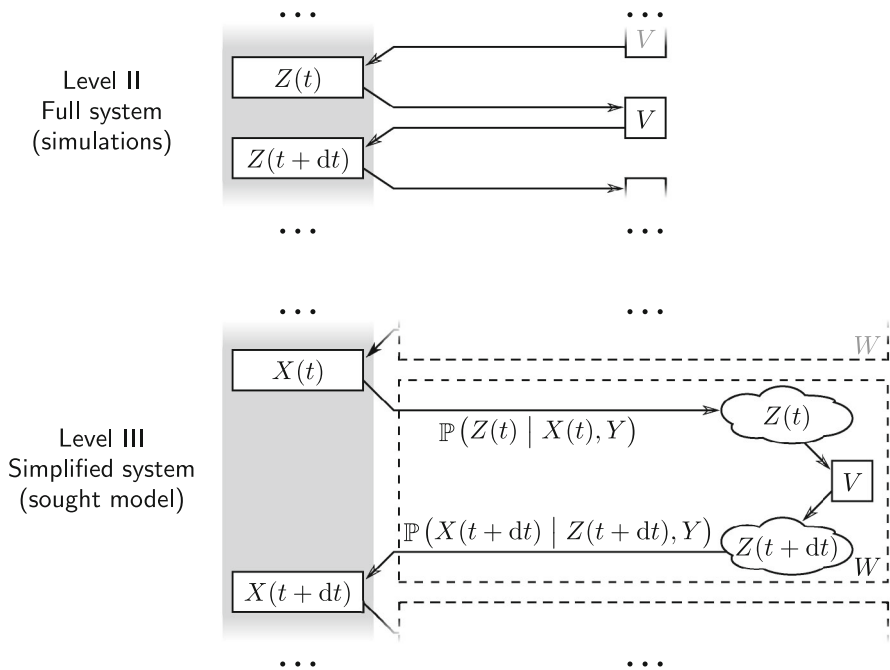 • • •
• • •
V
Level II
Full system
(simulations)
Z(t)
V
Z(t + dt)
• • •
• • •
• • •
• • •
W
X(t)
ℙ(Z(t) | X(t), Y)
Z(t)
Level III
Simplified system
(sought model)
V
ℙ(X(t + dt) | Z(t + dt), Y)
Z(t + dt)
W
X(t + dt)
• • •
• • •